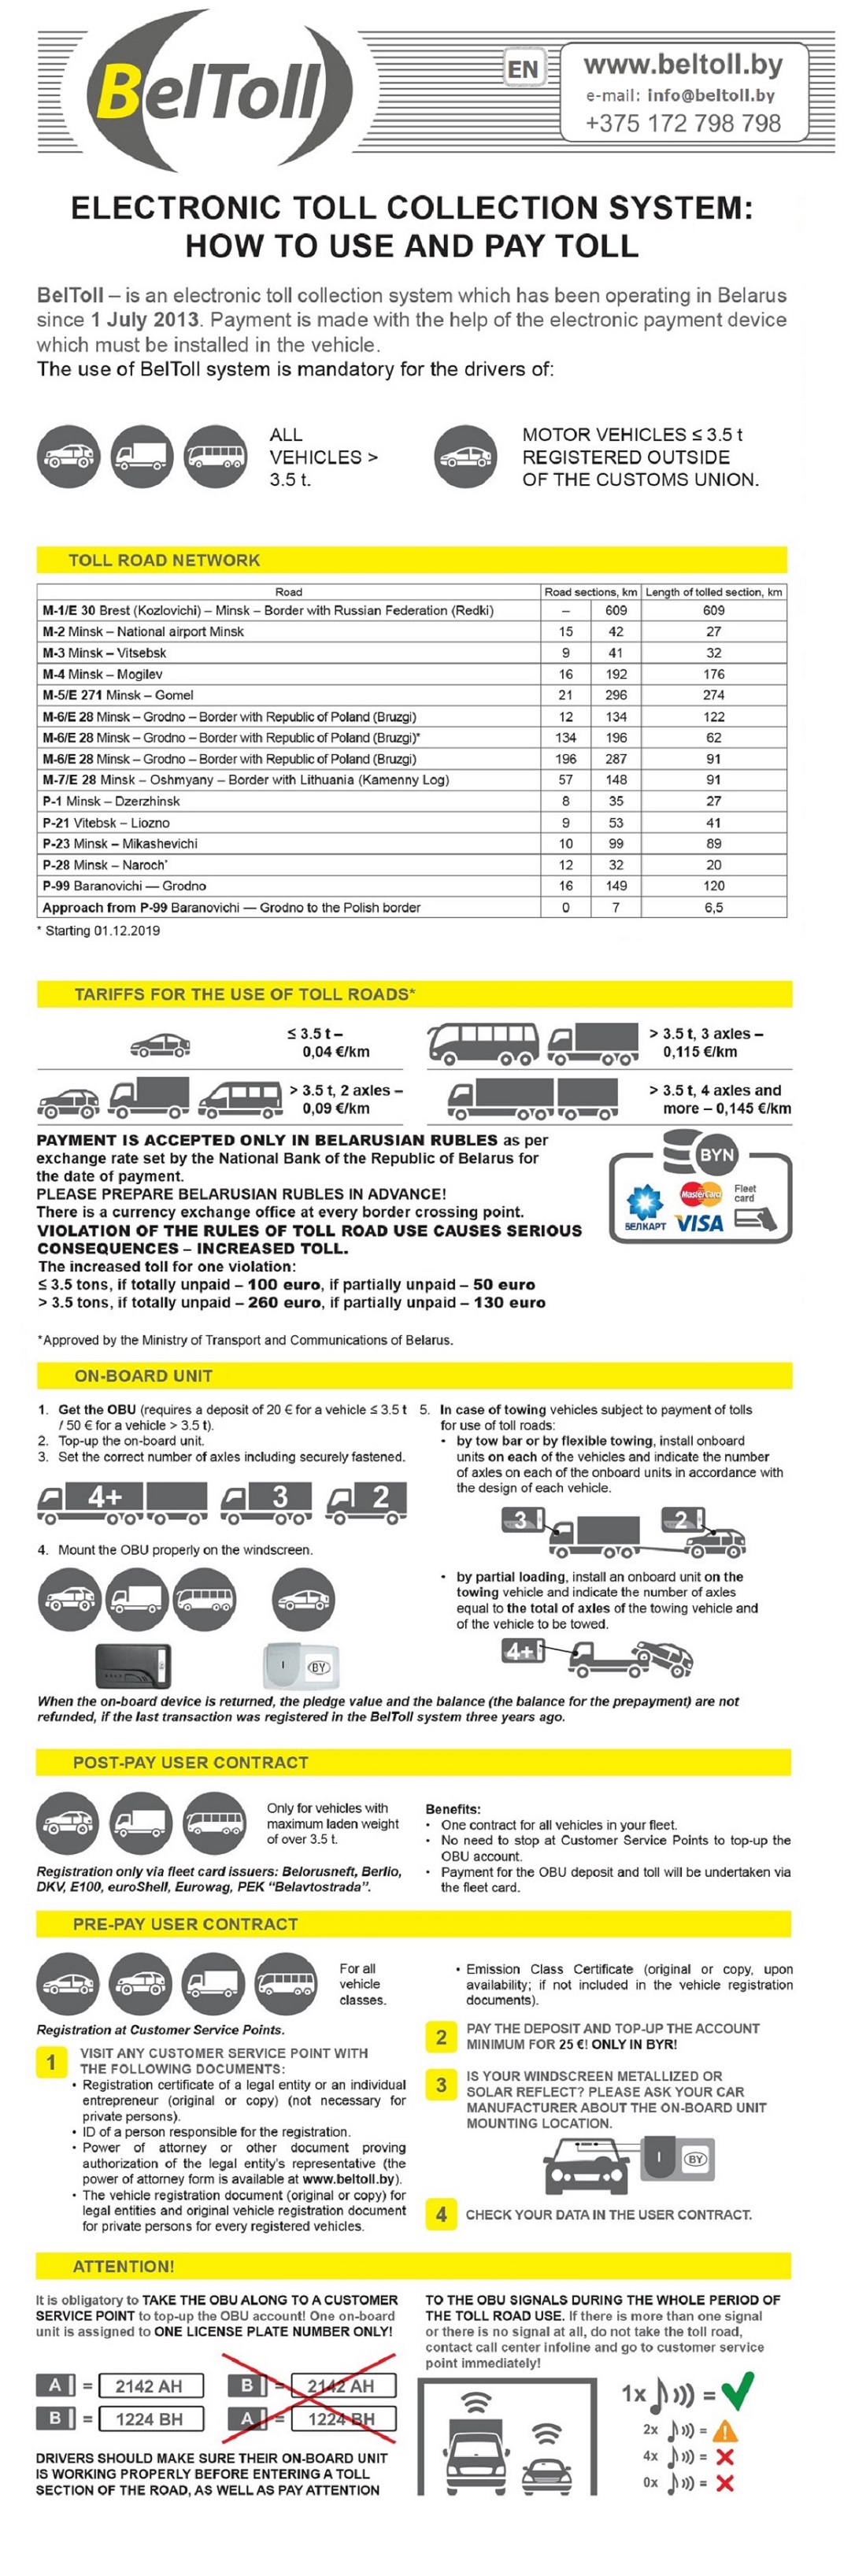 BelToll
EN
www.beltoll.by
e-mail: info@beltoll.by
+375 172 798 798
ELECTRONIC TOLL COLLECTION SYSTEM:
HOW TO USE AND PAY TOLL
BelToll – is an electronic toll collection system which has been operating in Belarus
since 1 July 2013. Payment is made with the help of the electronic payment device
which must be installed in the vehicle.
The use of BelToll system is mandatory for the drivers of:
ALL
VEHICLES >
3.5 t.
MOTOR VEHICLES ≤ 3.5 t
REGISTERED OUTSIDE
OF THE CUSTOMS UNION.
TOLL ROAD NETWORK
Road Road sections, km Length of tolled section, km
M-1/E 30 Brest (Kozlovichi) – Minsk – Border with Russian Federation (Redki) – 609 609
M-2 Minsk – National airport Minsk 15 42 27
M-3 Minsk – Vitsebsk 9 41 32
M-4 Minsk – Mogilev 16 192 176
M-5/E 271 Minsk – Gomel 21 296 274
M-6/E 28 Minsk – Grodno – Border with Republic of Poland (Bruzgi) 12 134 122
M-6/E 28 Minsk – Grodno – Border with Republic of Poland (Bruzgi)* 134 196 62
M-6/E 28 Minsk – Grodno – Border with Republic of Poland (Bruzgi) 196 287 91
M-7/E 28 Minsk – Oshmyany – Border with Lithuania (Kamenny Log) 57 148 91
P-1 Minsk – Dzerzhinsk 8 35 27
P-21 Vitebsk – Liozno 9 53 41
P-23 Minsk – Mikashevichi 10 99 89
P-28 Minsk – Naroch' 12 32 20
P-99 Baranovichi — Grodno 16 149 120
Approach from P-99 Baranovichi — Grodno to the Polish border 0 7 6,5
* Starting 01.12.2019
TARIFFS FOR THE USE OF TOLL ROADS*
≤ 3.5 t –
0,04 €/km
> 3.5 t, 3 axles –
0,115 €/km
> 3.5 t, 2 axles –
0,09 €/km
> 3.5 t, 4 axles and
more – 0,145 €/km
PAYMENT IS ACCEPTED ONLY IN BELARUSIAN RUBLES as per
exchange rate set by the National Bank of the Republic of Belarus for
the date of payment.
PLEASE PREPARE BELARUSIAN RUBLES IN ADVANCE!
There is a currency exchange office at every border crossing point.
VIOLATION OF THE RULES OF TOLL ROAD USE CAUSES SERIOUS
CONSEQUENCES – INCREASED TOLL.
The increased toll for one violation:
≤ 3.5 tons, if totally unpaid – 100 euro, if partially unpaid – 50 euro
> 3.5 tons, if totally unpaid – 260 euro, if partially unpaid – 130 euro
BYN
MasterCard
Fleet
card
БЕЛКАРТ
VISA
*Approved by the Ministry of Transport and Communications of Belarus.
ON-BOARD UNIT
1. Get the OBU (requires a deposit of 20 € for a vehicle ≤ 3.5 t
/ 50 € for a vehicle > 3.5 t).
2. Top-up the on-board unit.
3. Set the correct number of axles including securely fastened.
4+ 3 2
4. Mount the OBU properly on the windscreen.
I BY
5. In case of towing vehicles subject to payment of tolls
for use of toll roads:
• by tow bar or by flexible towing, install onboard
units on each of the vehicles and indicate the number
of axles on each of the onboard units in accordance with
the design of each vehicle.
3 2
• by partial loading, install an onboard unit on the
towing vehicle and indicate the number of axles
equal to the total of axles of the towing vehicle and
of the vehicle to be towed.
4+
When the on-board device is returned, the pledge value and the balance (the balance for the prepayment) are not
refunded, if the last transaction was registered in the BelToll system three years ago.
POST-PAY USER CONTRACT
Only for vehicles with
maximum laden weight
of over 3.5 t.
Registration only via fleet card issuers: Belorusneft, Berlio,
DKV, E100, euroShell, Eurowag, PEK “Belavtostrada”.
Benefits:
• One contract for all vehicles in your fleet.
• No need to stop at Customer Service Points to top-up the
OBU account.
• Payment for the OBU deposit and toll will be undertaken via
the fleet card.
PRE-PAY USER CONTRACT
For all
vehicle
classes.
Registration at Customer Service Points.
1 VISIT ANY CUSTOMER SERVICE POINT WITH
THE FOLLOWING DOCUMENTS:
• Registration certificate of a legal entity or an individual
entrepreneur (original or copy) (not necessary for
private persons).
• ID of a person responsible for the registration.
• Power of attorney or other document proving
authorization of the legal entity's representative (the
power of attorney form is available at www.beltoll.by).
• The vehicle registration document (original or copy) for
legal entities and original vehicle registration document
for private persons for every registered vehicles.
• Emission Class Certificate (original or copy, upon
availability; if not included in the vehicle registration
documents).
2 PAY THE DEPOSIT AND TOP-UP THE ACCOUNT
MINIMUM FOR 25 €! ONLY IN BYR!
3 IS YOUR WINDSCREEN METALLIZED OR
SOLAR REFLECT? PLEASE ASK YOUR CAR
MANUFACTURER ABOUT THE ON-BOARD UNIT
MOUNTING LOCATION.
I BY
4 CHECK YOUR DATA IN THE USER CONTRACT.
ATTENTION!
It is obligatory to TAKE THE OBU ALONG TO A CUSTOMER
SERVICE POINT to top-up the OBU account! One on-board
unit is assigned to ONE LICENSE PLATE NUMBER ONLY!
A = 2142 AH B = 2142 AH
B = 1224 BH A = 1224 BH
DRIVERS SHOULD MAKE SURE THEIR ON-BOARD UNIT
IS WORKING PROPERLY BEFORE ENTERING A TOLL
SECTION OF THE ROAD, AS WELL AS PAY ATTENTION
TO THE OBU SIGNALS DURING THE WHOLE PERIOD OF
THE TOLL ROAD USE. If there is more than one signal
or there is no signal at all, do not take the toll road,
contact call center infoline and go to customer service
point immediately!
1x =
2x =
4x =
0x =